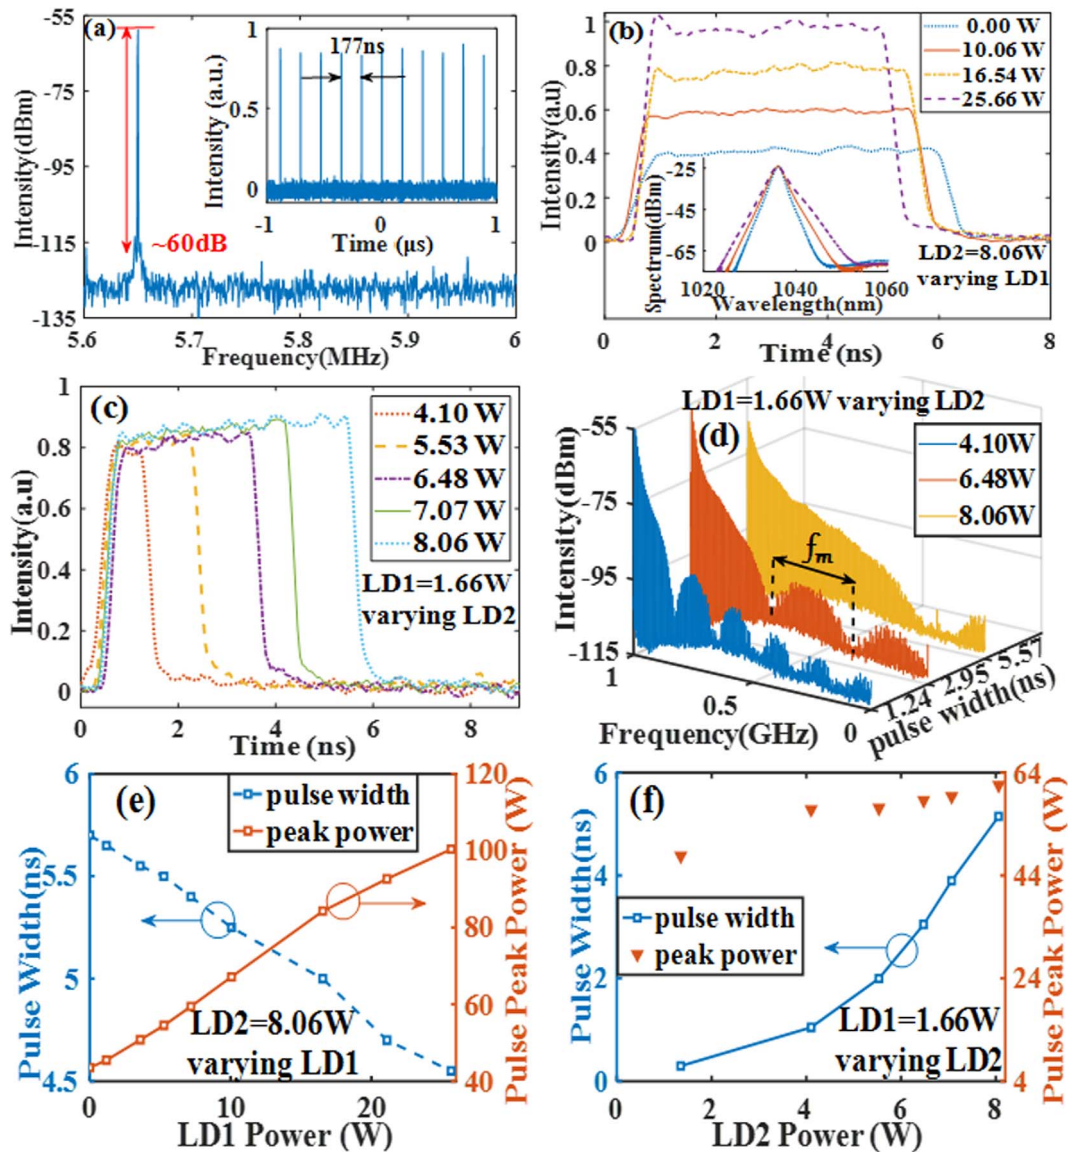 (a)
-55
-75
-95
-115
-135
Intensity(dBm)
~60dB
5.6
5.7
5.8
5.9
6
Frequency(MHz)
177ns
1
0.5
0
Intensity (a.u.)
-1
0
1
Time (μs)
(b)
1
0.8
0.6
0.4
0.2
0
Intensity(a.u)
0.00 W
10.06 W
16.54 W
25.66 W
-25
-45
-65
Spectrum(dBm)
1020
1040
1060
Wavelength(nm)
LD2=8.06W
varying LD1
0
2
4
6
8
Time (ns)
(c)
1
0.8
0.6
0.4
0.2
0
Intensity(a.u)
4.10 W
5.53 W
6.48 W
7.07 W
8.06 W
LD1=1.66W
varying LD2
0
2
4
6
8
Time (ns)
LD1=1.66W varying LD2
(d)
-55
-75
-95
-115
Intensity(dBm)
4.10W
6.48W
8.06W
fm
1
0.5
0
Frequency(GHz)
1.24
2.95
5.57
pulse width(ns)
(e)
6
5.5
5
4.5
Pulse Width(ns)
pulse width
peak power
120
100
80
60
40
Pulse Peak Power (W)
LD2=8.06W
varying LD1
0
10
20
LD1 Power (W)
(f)
6
4
2
0
Pulse Width(ns)
pulse width
peak power
64
44
24
4
Pulse Peak Power (W)
LD1=1.66W
varying LD2
0
2
4
6
8
LD2 Power (W)